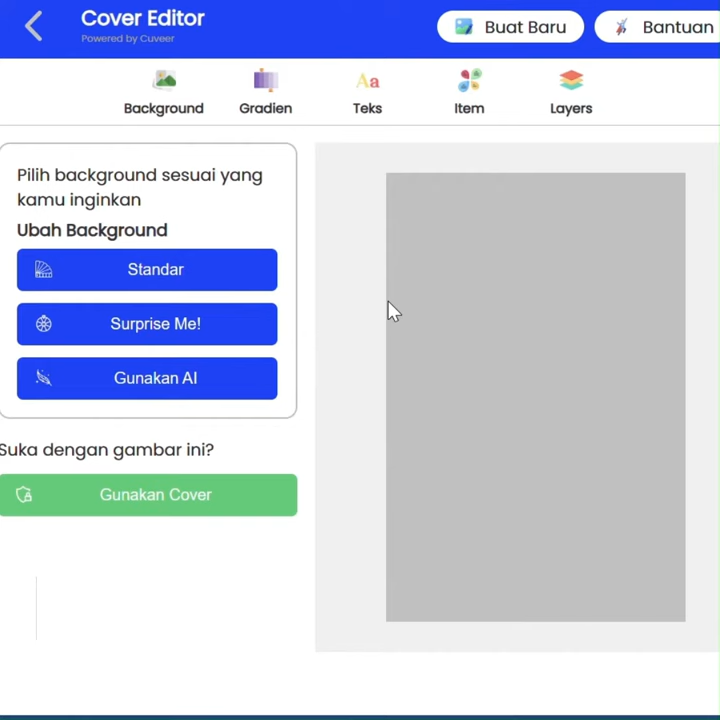 Cover Editor
Powered by Cuveer
Buat Baru
Bantuan
Background
Gradien
Teks
Item
Layers
Pilih background sesuai yang
kamu inginkan
Ubah Background
Standar
Surprise Me!
Gunakan AI
Suka dengan gambar ini?
Gunakan Cover